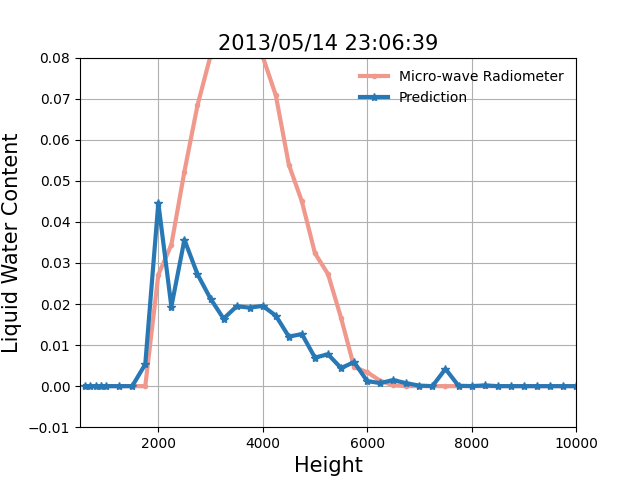 2013/05/14 23:06:39
Micro-wave Radiometer
Prediction
Liquid Water Content
0.08
0.07
0.06
0.05
0.04
0.03
0.02
0.01
0.00
−0.01
2000 4000 6000 8000 10000
Height